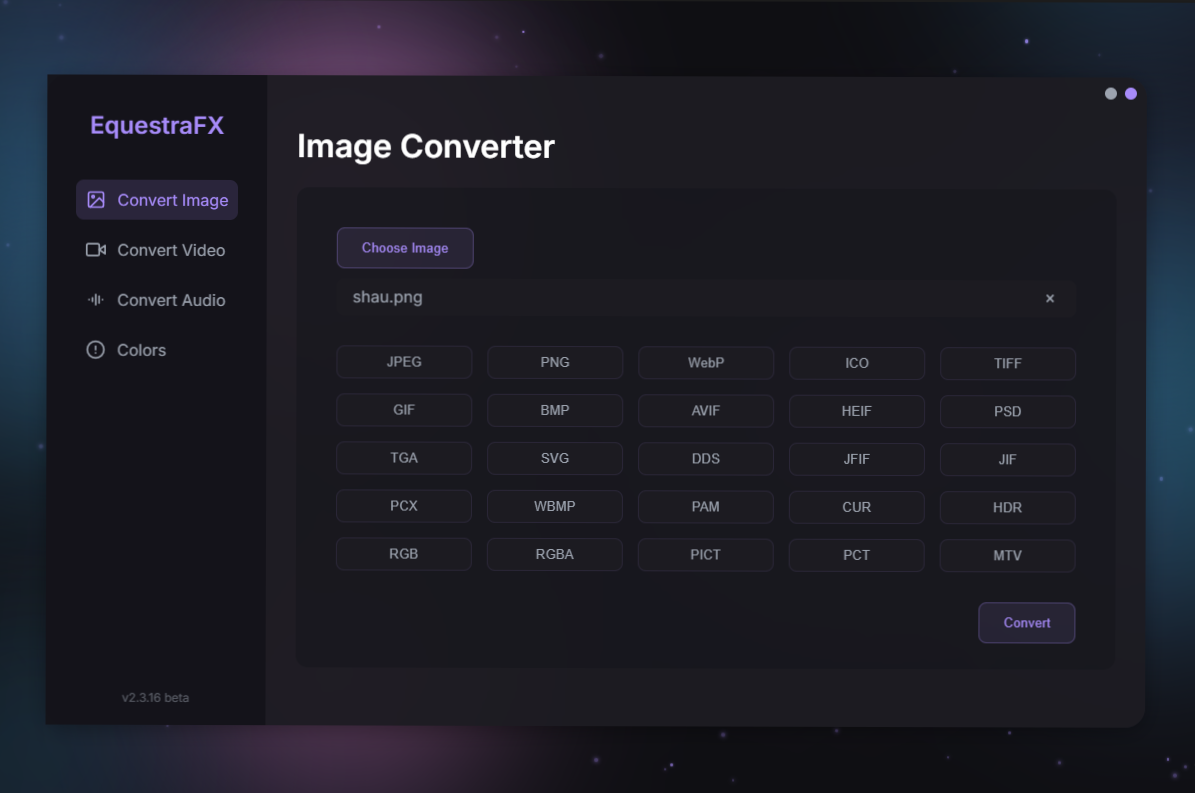 EquestraFX
Convert Image
Convert Video
Convert Audio
Colors
v2.3.16 beta
Image Converter
Choose Image
shau.png ×
JPEG PNG WebP ICO TIFF
GIF BMP AVIF HEIF PSD
TGA SVG DDS JFIF JIF
PCX WBMP PAM CUR HDR
RGB RGBA PICT PCT MTV
Convert